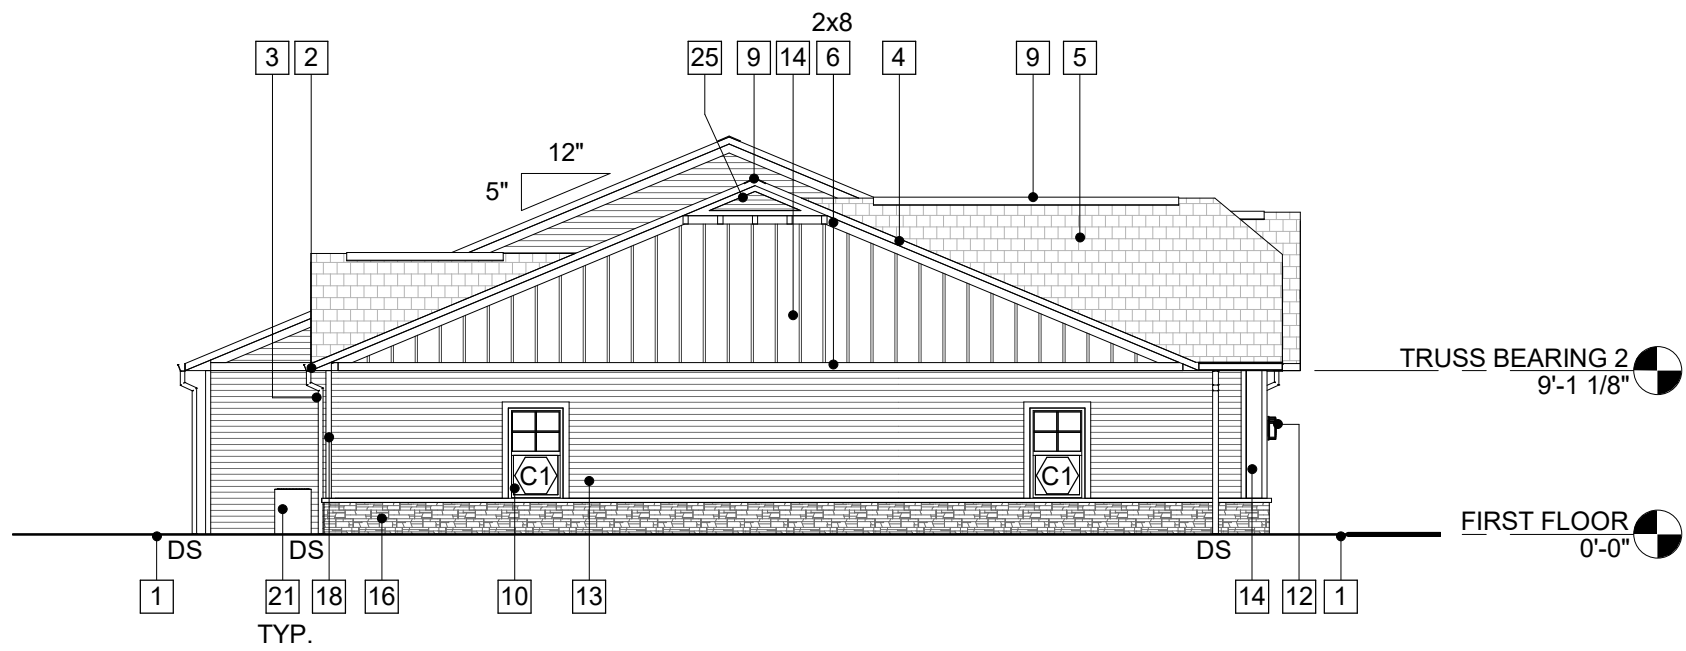 2x8
3 2 25 9 14 6 4 9 5
12"
5"
TRUSS BEARING 2
9'-1 1/8"
C1 C1
FIRST FLOOR
0'-0"
DS DS DS
1 21 18 16 10 13 14 12 1
TYP.